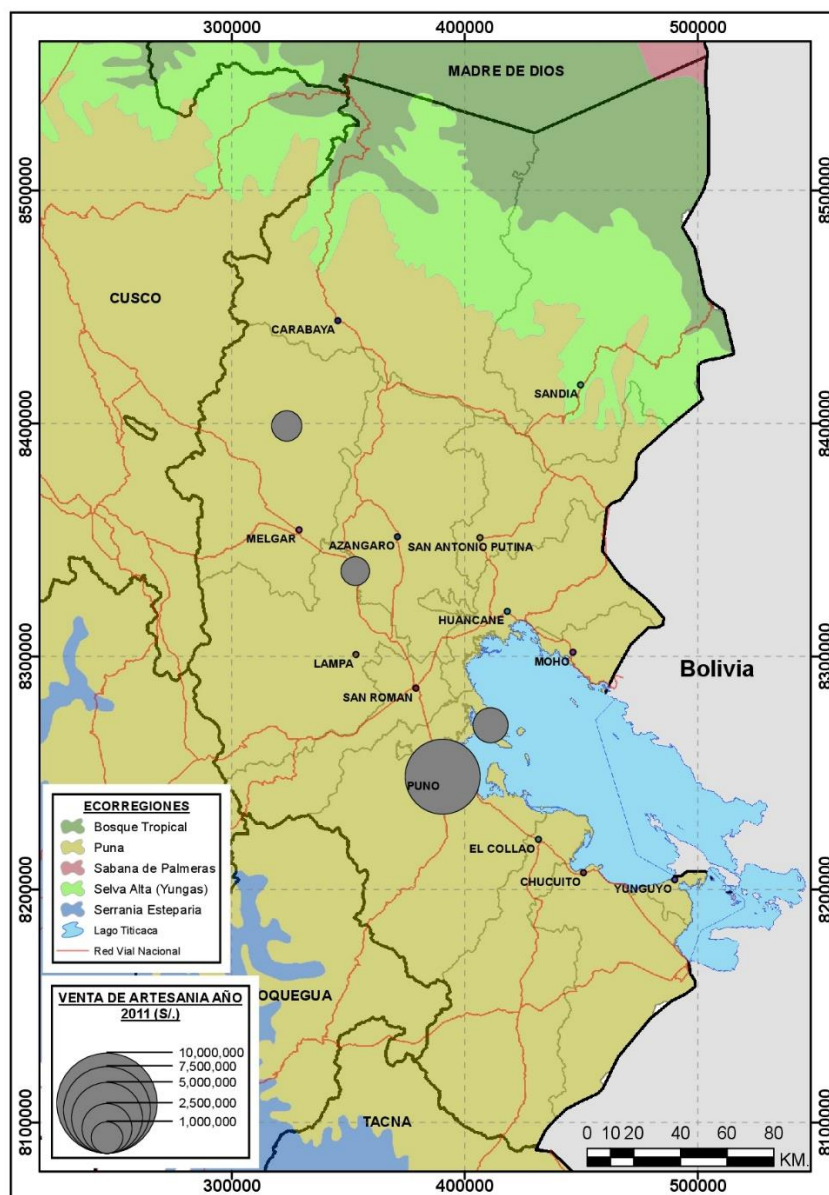 300000 400000 500000
MADRE DE DIOS
8500000 8500000
CUSCO
CARABAYA
SANDIA
8400000 8400000
MELGAR
AZANGARO
SAN ANTONIO PUTINA
HUANCANE
8300000 8300000
LAMPA
MOHO
Bolivia
SAN ROMAN
PUNO
ECORREGIONES
Bosque Tropical
Puna
Sabana de Palmeras
Selva Alta (Yungas)
Serrania Esteparia
Lago Titicaca
Red Vial Nacional
EL COLLAO
CHUCUITO
YUNGUYO
8200000 8200000
OQUEGUA
VENTA DE ARTESANIA AÑO
2011 (S/.)
10,000,000
7,500,000
5,000,000
2,500,000
1,000,000
TACNA
8100000 8100000
0 10 20 40 60 80
KM.
300000 400000 500000